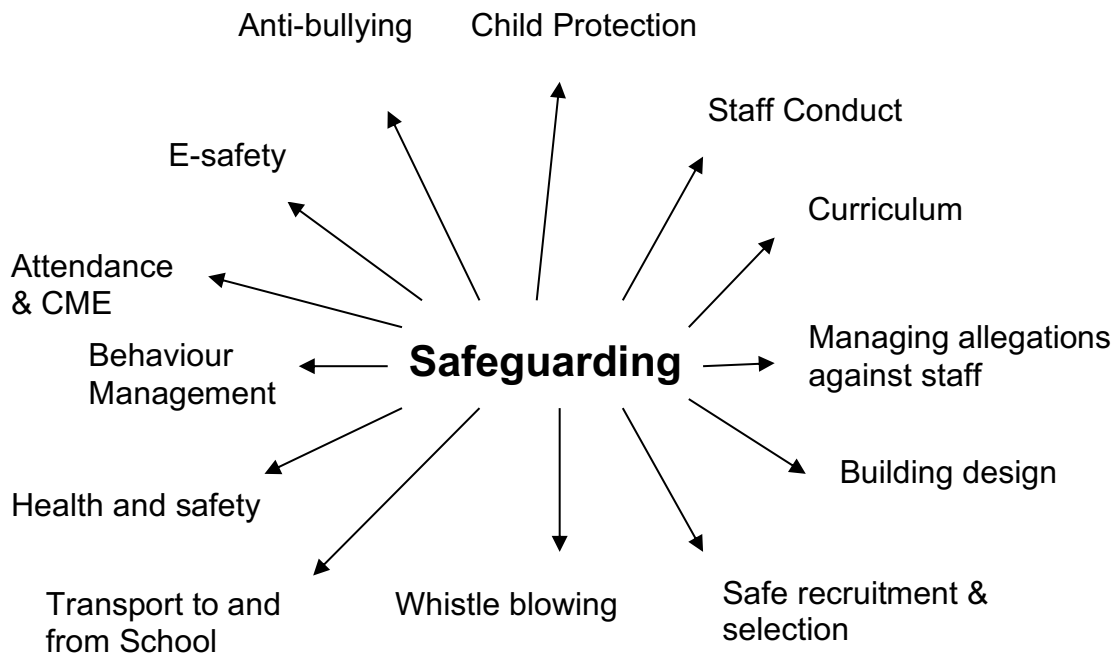 Anti-bullying
Child Protection
Staff Conduct
E-safety
Curriculum
Attendance
& CME
Managing allegations
against staff
Behaviour
Management
Safeguarding
Building design
Health and safety
Transport to and
from School
Whistle blowing
Safe recruitment &
selection